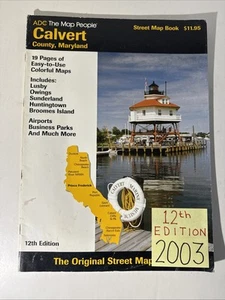 ADC The Map People
Calvert
County, Maryland
Street Map Book $11.95
19 Pages of
Easy-to-Use
Colorful Maps
Includes:
Lusby
Owings
Sunderland
Huntingtown
Broomes Island
Airports
Business Parks
And Much More
Prince Frederick
12th Edition
12th
EDITION
2003
The Original Street Map